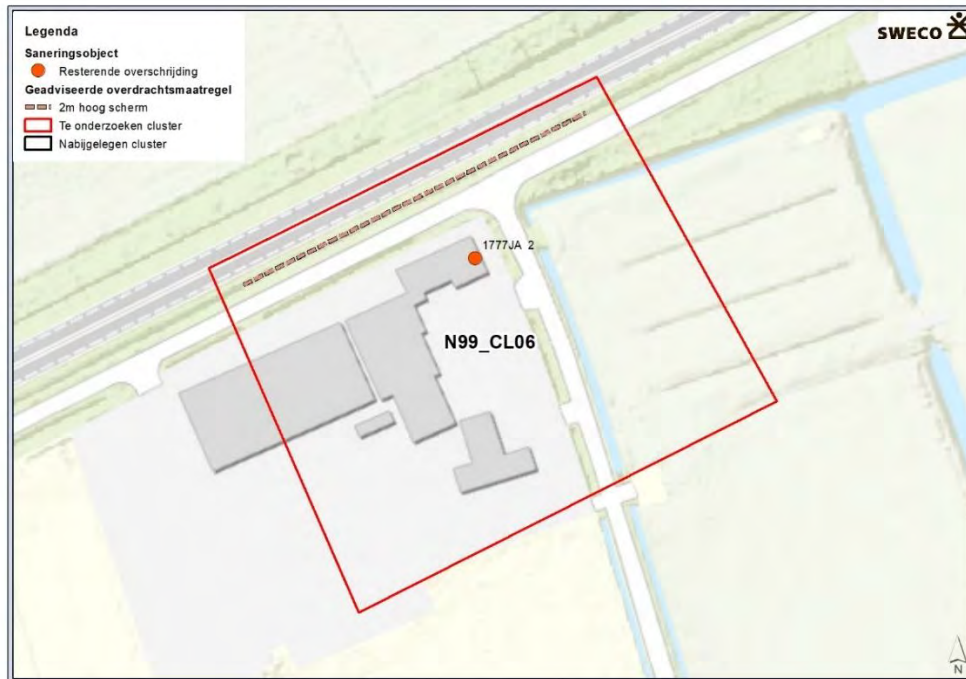 Legenda
Saneringsobject
Resterende overschrijding
Geadviseerde overdrachtsmaatregel
2m hoog scherm
Te onderzoeken cluster
Nabijgelegen cluster
SWECO
1777JA 2
N99_CL06
N